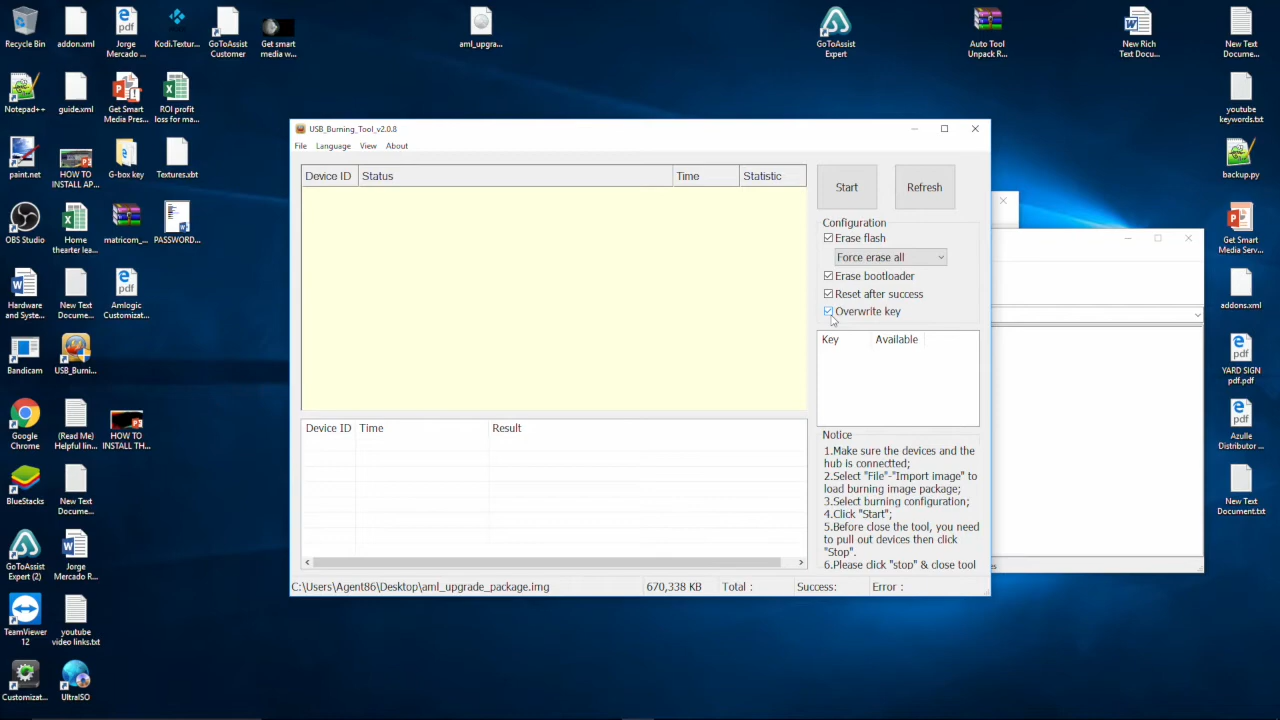 Recycle Bin
addon.xml
Jorge
Mercado ...
Kodi.Textur...
GoToAssist
Customer
Get smart
media w...
aml_upgra...
GoToAssist
Expert
Auto Tool
Unpack R...
New Rich
Text Docu...
New Text
Docume...
Notepad++
guide.xml
Get Smart
Media Pres...
ROI profit
loss for ma...
youtube
keywords.txt
paint.net
HOW TO
INSTALL AP...
G-box key
Textures.xbt
backup.py
OBS Studio
Home
thearter lea...
matricom_...
PASSWORD...
Get Smart
Media Serv...
Hardware
and Syste...
New Text
Docume...
Amlogic
Customizat...
addons.xml
Bandicam
USB_Burni...
YARD SIGN
pdf.pdf
Google
Chrome
(Read Me)
Helpful lin...
HOW TO
INSTALL TH...
Azulle
Distributor ...
BlueStacks
New Text
Docume...
New Text
Document.txt
GoToAssist
Expert (2)
Jorge
Mercado R...
TeamViewer
12
youtube
video links.txt
Customizat...
UltraISO
USB_Burning_Tool_v2.0.8
File Language View About
Device ID Status Time Statistic
Start Refresh
Configuration
Erase flash
Force erase all
Erase bootloader
Reset after success
Overwrite key
Key Available
Device ID Time Result
Notice
1.Make sure the devices and the
hub is connectted;
2.Select "File"-"Import image" to
load burning image package;
3.Select burning configuration;
4.Click "Start";
5.Before close the tool, you need
to pull out devices then click
"Stop".
6.Please click "stop" & close tool
C:\Users\Agent86\Desktop\aml_upgrade_package.img 670,338 KB Total : Success: Error :
es